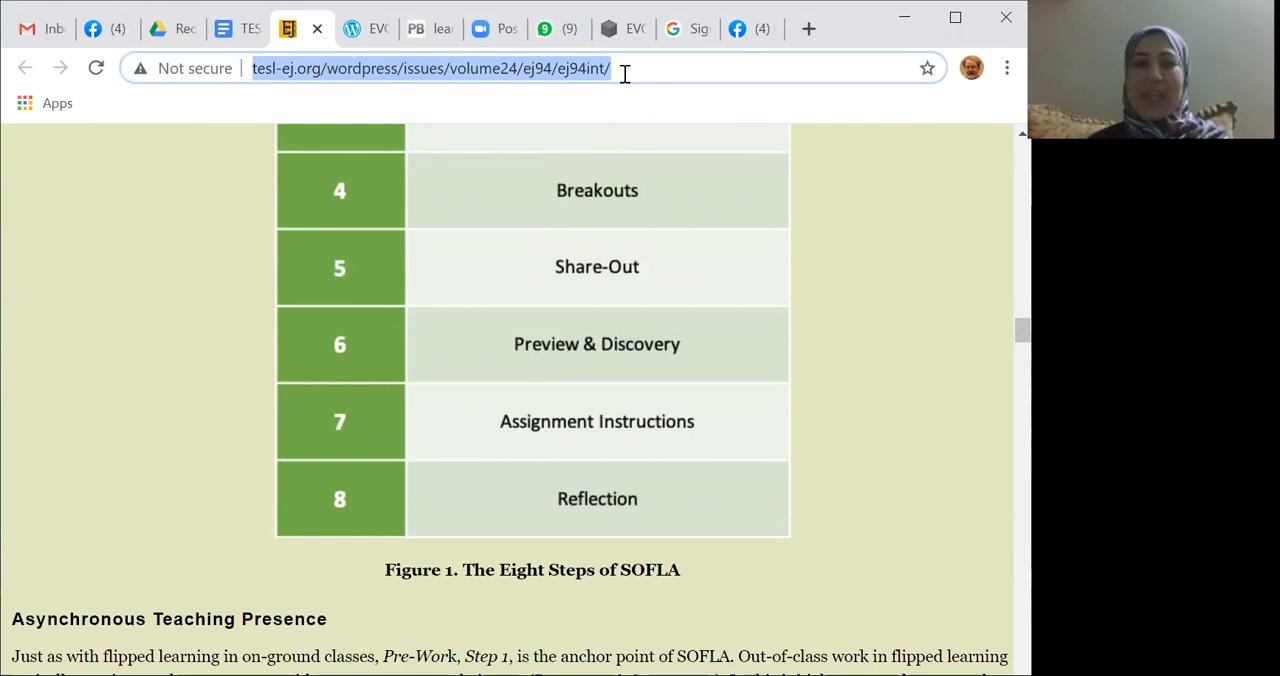 Inb (4) Rec TES EJ EVC PB lea Pos 9 (9) EVC Sig (4)
Not secure tesl-ej.org/wordpress/issues/volume24/ej94/ej94int/
Apps
4 Breakouts
5 Share-Out
6 Preview & Discovery
7 Assignment Instructions
8 Reflection
Figure 1. The Eight Steps of SOFLA
Asynchronous Teaching Presence
Just as with flipped learning in on-ground classes, Pre-Work, Step 1, is the anchor point of SOFLA. Out-of-class work in flipped learning